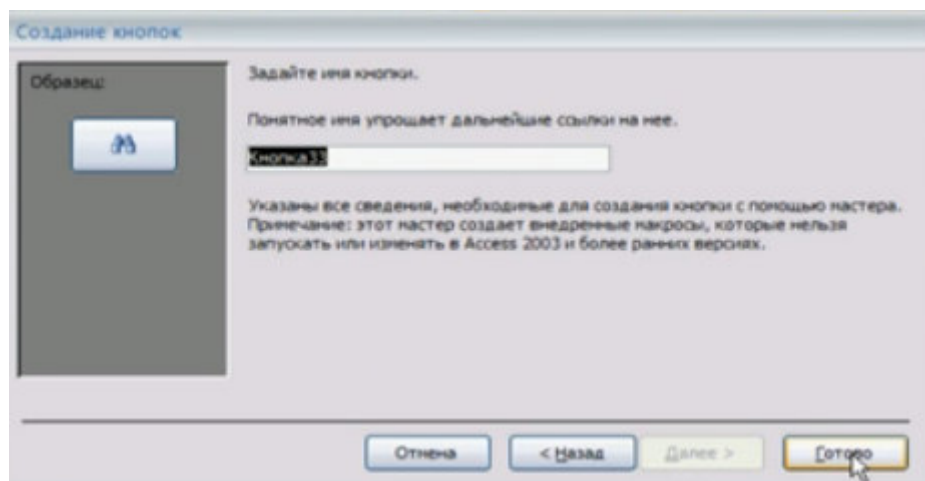 Создание кнопок
Образец:
Задайте имя кнопки.
Понятное имя упрощает дальнейшие ссылки на нее.
Кнопка33
Указаны все сведения, необходимые для создания кнопки с помощью мастера.
Примечание: этот мастер создает внедренные макросы, которые нельзя
запускать или изменять в Access 2003 и более ранних версиях.
Отмена
< Назад
Далее >
Готово